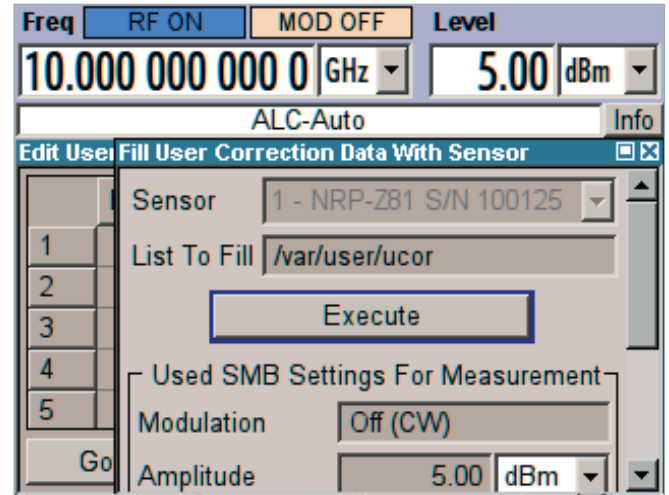 Freq RF ON MOD OFF Level
10.000 000 000 0 GHz 5.00 dBm
ALC-Auto Info
Edit User Fill User Correction Data With Sensor
Sensor 1 - NRP-Z81 S/N 100125
1 List To Fill /var/user/ucor
2
3 Execute
4 Used SMB Settings For Measurement
5 Modulation Off (CW)
Amplitude 5.00 dBm